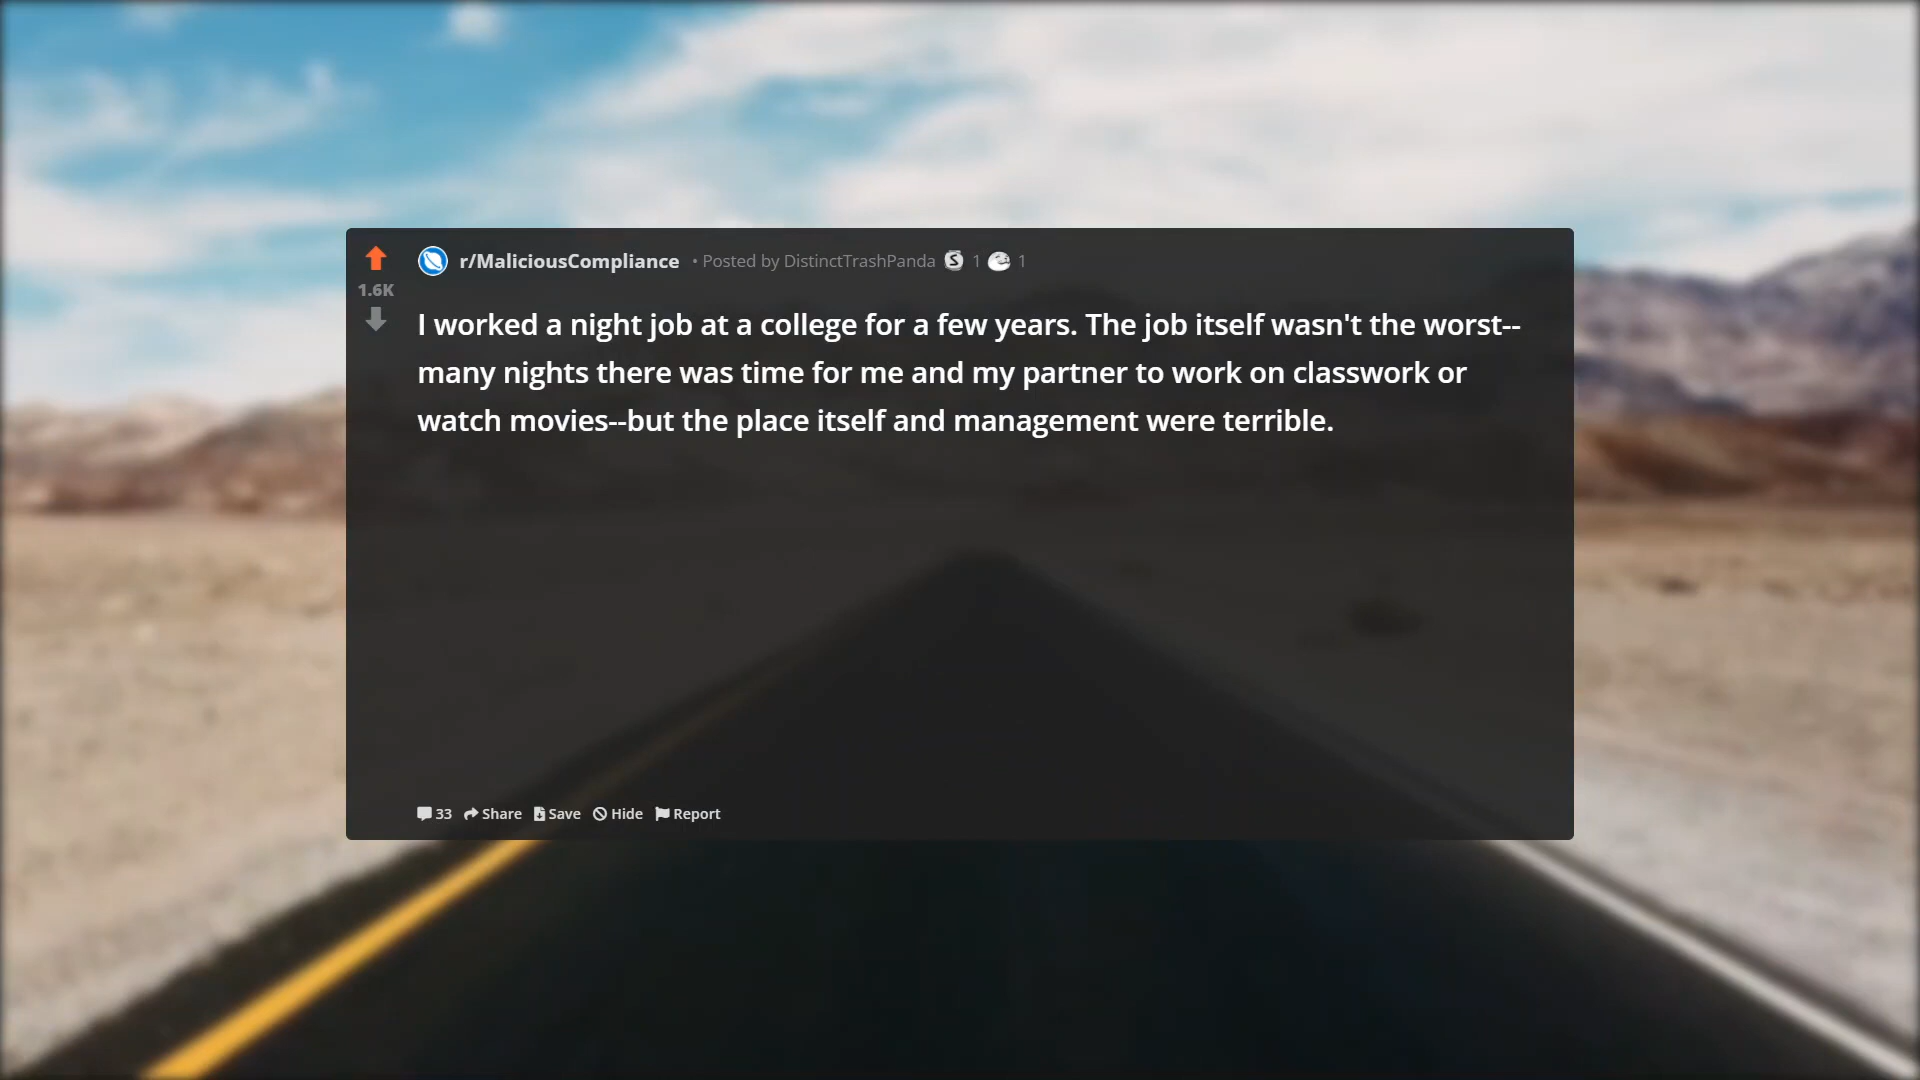 r/MaliciousCompliance • Posted by DistinctTrashPanda 1 1
1.6K
I worked a night job at a college for a few years. The job itself wasn't the worst--
many nights there was time for me and my partner to work on classwork or
watch movies--but the place itself and management were terrible.
33 Share Save Hide Report